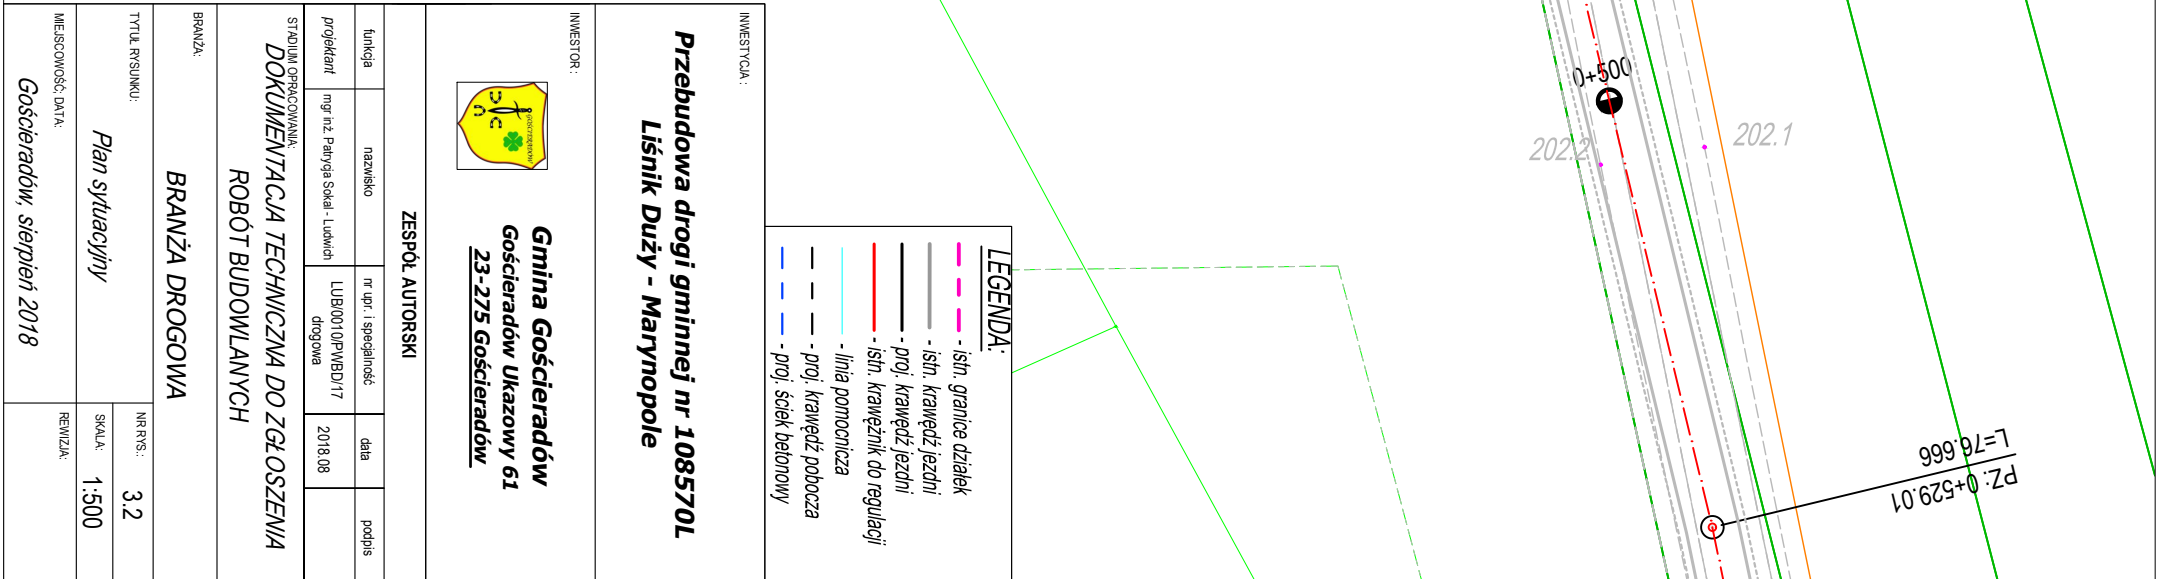 0+500
202.2
202.1
L=76.666
PZ: 0+529.01
LEGENDA:
- istn. granice działek
- istn. krawędź jezdni
- proj. krawędź jezdni
- istn. krawężnik do regulacji
- linia pomocnicza
- proj. krawędź pobocza
- proj. ściek betonowy
INWESTYCJA :
Przebudowa drogi gminnej nr 108570L
Liśnik Duży - Marynopole
INWESTOR :
GOŚCIERADÓW
Gmina Gościeradów
Gościeradów Ukazowy 61
23-275 Gościeradów
ZESPÓŁ AUTORSKI
funkcja nazwisko nr upr. i specjalność data podpis
projektant mgr inż. Patrycja Sokal - Ludwich LUB/0010/PWBD/17 2018.08
drogowa
STADIUM OPRACOWANIA:
DOKUMENTACJA TECHNICZNA DO ZGŁOSZENIA
ROBÓT BUDOWLANYCH
BRANŻA:
BRANŻA DROGOWA
TYTUŁ RYSUNKU:
Plan sytuacyjny
NR RYS.:
3.2
SKALA:
1:500
MIEJSCOWOŚĆ; DATA:
Gościeradów, sierpień 2018
REWIZJA: